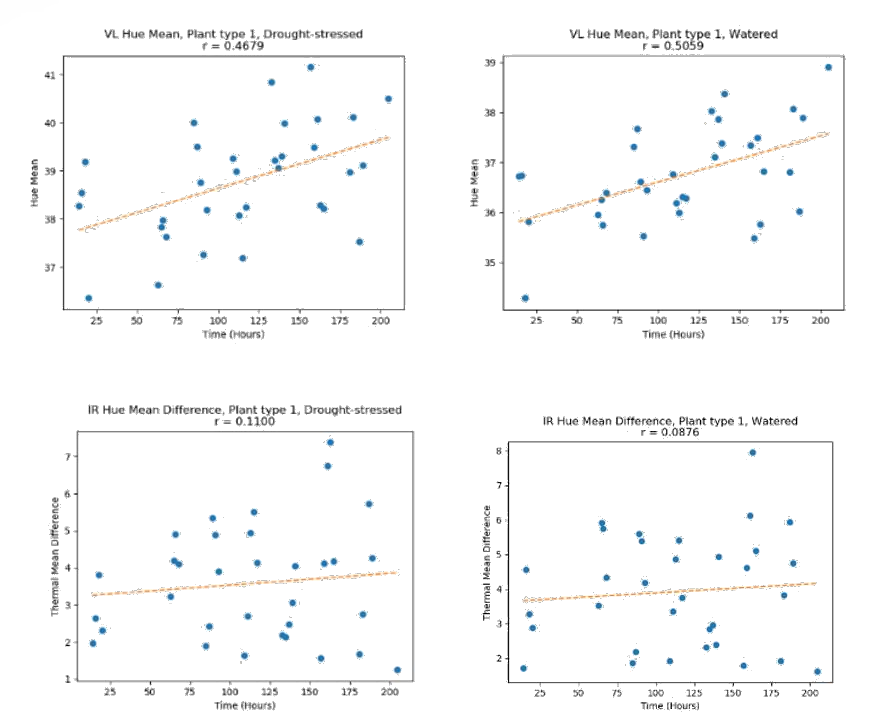 VL Hue Mean, Plant type 1, Drought-stressed
r = 0.4679
41
40
39
38
37
Hue Mean
25 50 75 100 125 150 175 200
Time (Hours)
VL Hue Mean, Plant type 1, Watered
r = 0.5059
39
38
37
36
35
Hue Mean
25 50 75 100 125 150 175 200
Time (Hours)
IR Hue Mean Difference, Plant type 1, Drought-stressed
r = 0.1100
7
6
5
4
3
2
1
Thermal Mean Difference
25 50 75 100 125 150 175 200
Time (Hours)
IR Hue Mean Difference, Plant type 1, Watered
r = 0.0876
8
7
6
5
4
3
2
Thermal Mean Difference
25 50 75 100 125 150 175 200
Time (Hours)